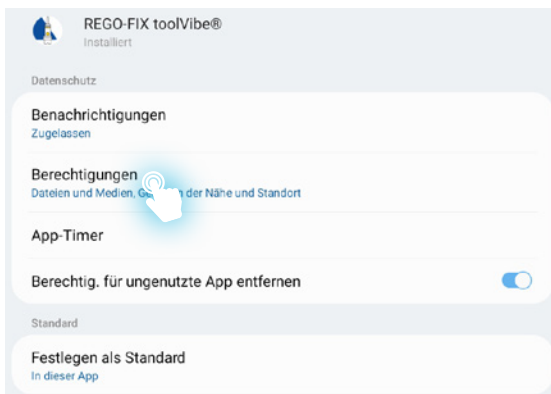 REGO-FIX toolVibe®
Installiert
Datenschutz
Benachrichtigungen
Zugelassen
Berechtigungen
Dateien und Medien, der Nähe und Standort
App-Timer
Berechtig. für ungenutzte App entfernen
Standard
Festlegen als Standard
In dieser App